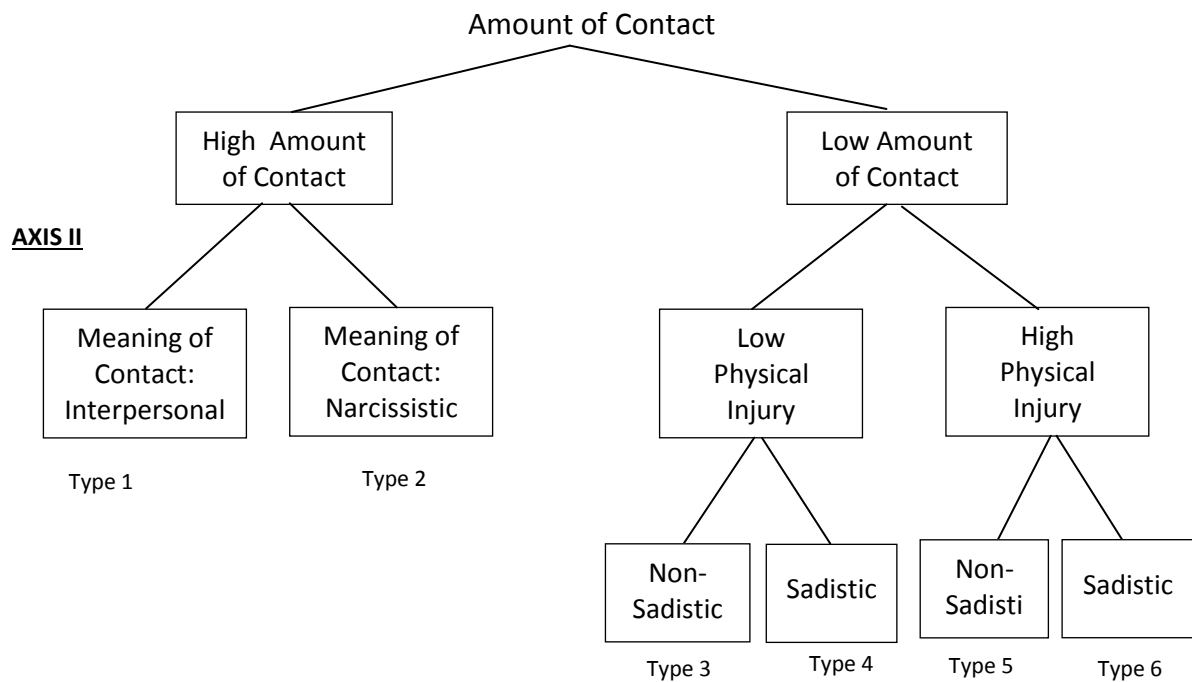 Amount of Contact
High Amount
of Contact
Low Amount
of Contact
AXIS II
Meaning of
Contact:
Interpersonal
Meaning of
Contact:
Narcissistic
Low
Physical
Injury
High
Physical
Injury
Type 1
Type 2
Non-
Sadistic
Sadistic
Non-
Sadisti
Sadistic
Type 3
Type 4
Type 5
Type 6